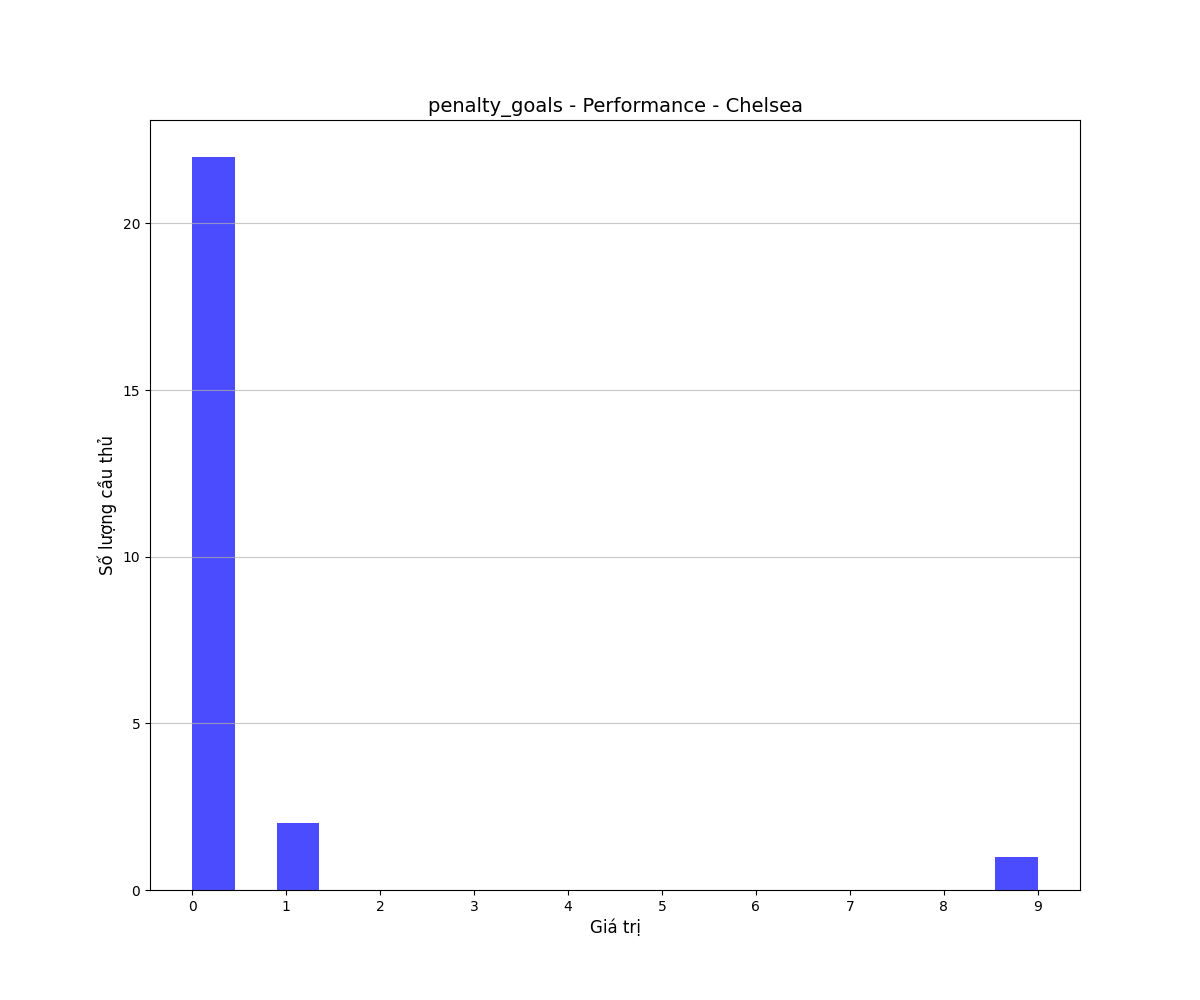 penalty_goals - Performance - Chelsea
Số lượng cầu thủ
20
15
10
5
0
0 1 2 3 4 5 6 7 8 9
Giá trị